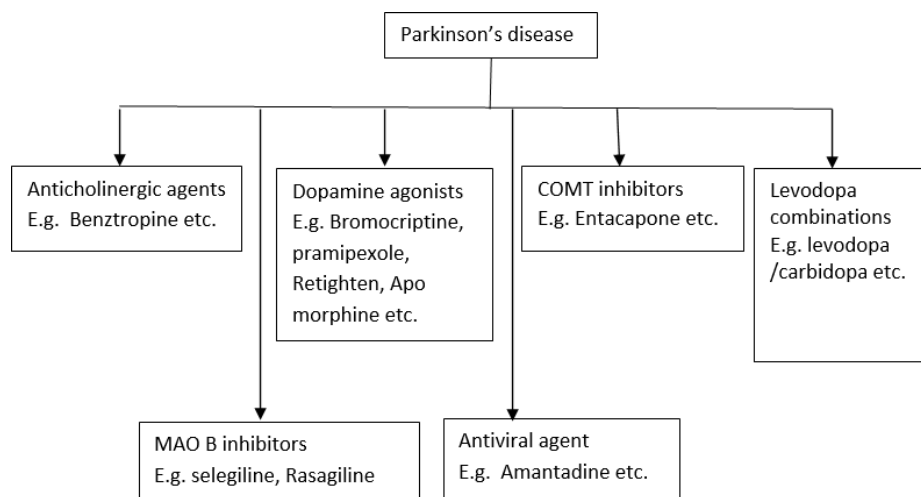 Parkinson’s disease
Anticholinergic agents
E.g. Benztropine etc.
Dopamine agonists
E.g. Bromocriptine,
pramipexole,
Retighten, Apo
morphine etc.
COMT inhibitors
E.g. Entacapone etc.
Levodopa
combinations
E.g. levodopa
/carbidopa etc.
MAO B inhibitors
E.g. selegiline, Rasagiline
Antiviral agent
E.g. Amantadine etc.